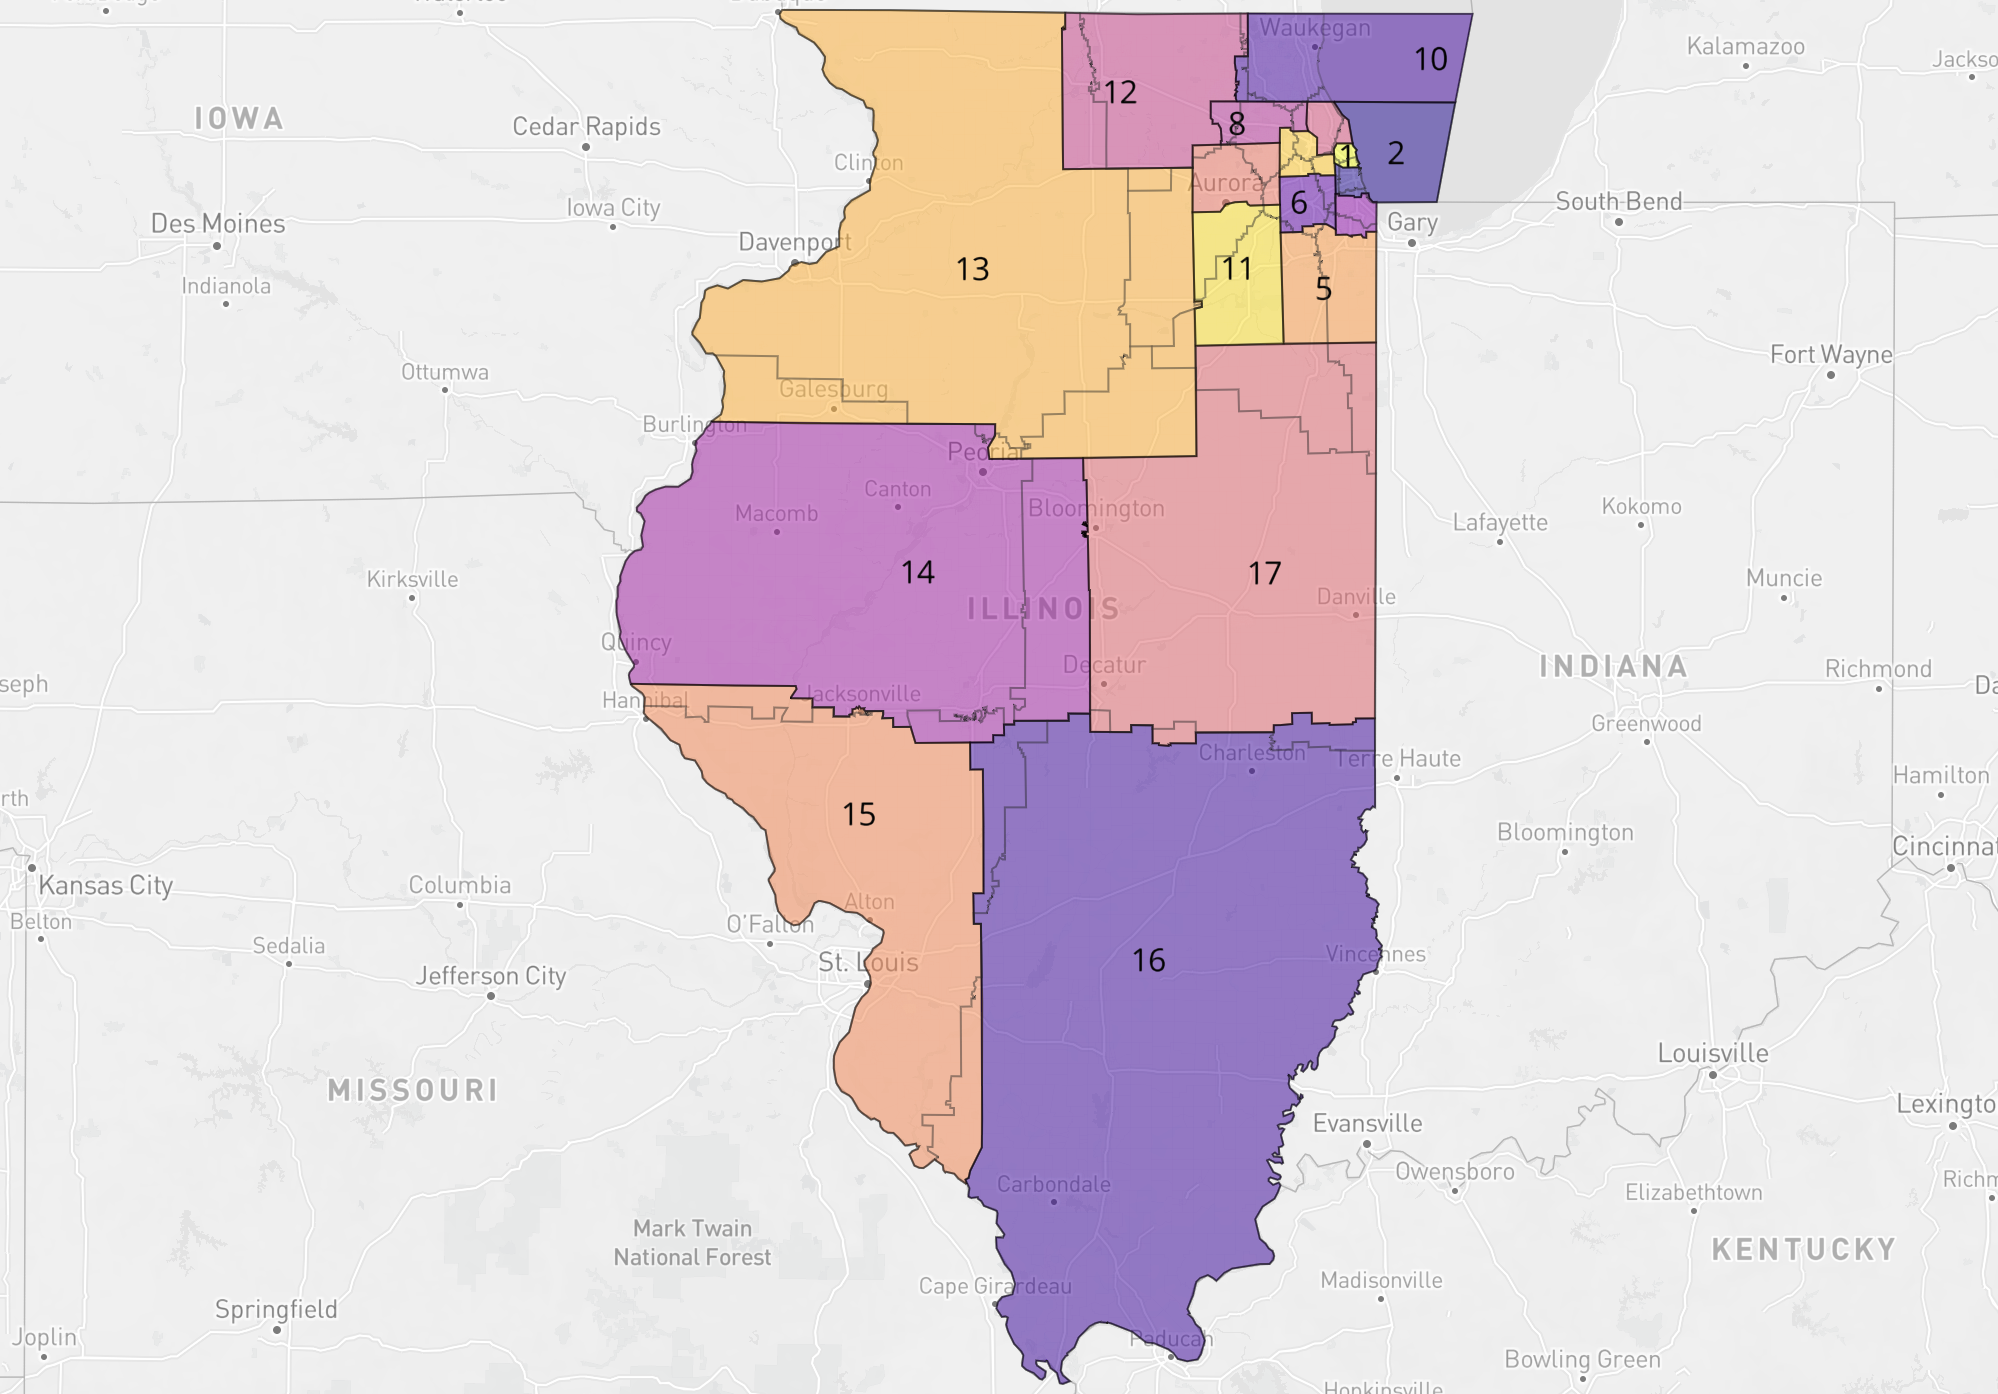 Dubuque
Waukegan
10
Kalamazoo
12
IOWA
8
Cedar Rapids
Clinton
1
2
Aurora
6
South Bend
Iowa City
Des Moines
Gary
Davenport
13
11
5
Indianola
Fort Wayne
Ottumwa
Galesburg
Burlington
Peoria
Canton
Bloomington
Kokomo
Macomb
Lafayette
14
17
Kirksville
Muncie
Danville
ILLINOIS
Quincy
Decatur
INDIANA
Richmond
seph
Jacksonville
Hannibal
Greenwood
Charleston
Terre Haute
Hamilton
rth
15
Bloomington
Cincinnat
Kansas City
Columbia
Alton
Belton
O'Fallon
Sedalia
St. Louis
16
Vincennes
Jefferson City
Louisville
MISSOURI
Lexingto
Evansville
Owensboro
Carbondale
Elizabethtown
Richm
Mark Twain
National Forest
KENTUCKY
Cape Girardeau
Madisonville
Springfield
Joplin
Paducah
Bowling Green
Hopkinsville